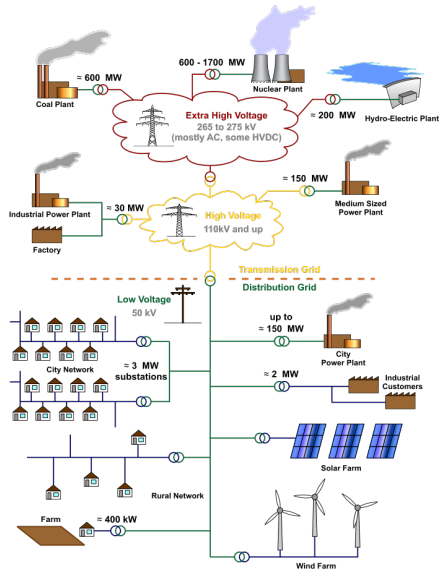 600 - 1700 MW
≈ 600 MW
Nuclear Plant
Coal Plant
Extra High Voltage
265 to 275 kV
(mostly AC, some HVDC)
≈ 200 MW
Hydro-Electric Plant
≈ 150 MW
Medium Sized
Power Plant
Industrial Power Plant
≈ 30 MW
Factory
High Voltage
110kV and up
Transmission Grid
Distribution Grid
Low Voltage
50 kV
up to
≈ 150 MW
City
Power Plant
City Network
≈ 3 MW
substations
≈ 2 MW
Industrial
Customers
Solar Farm
Rural Network
Farm
≈ 400 kW
Wind Farm